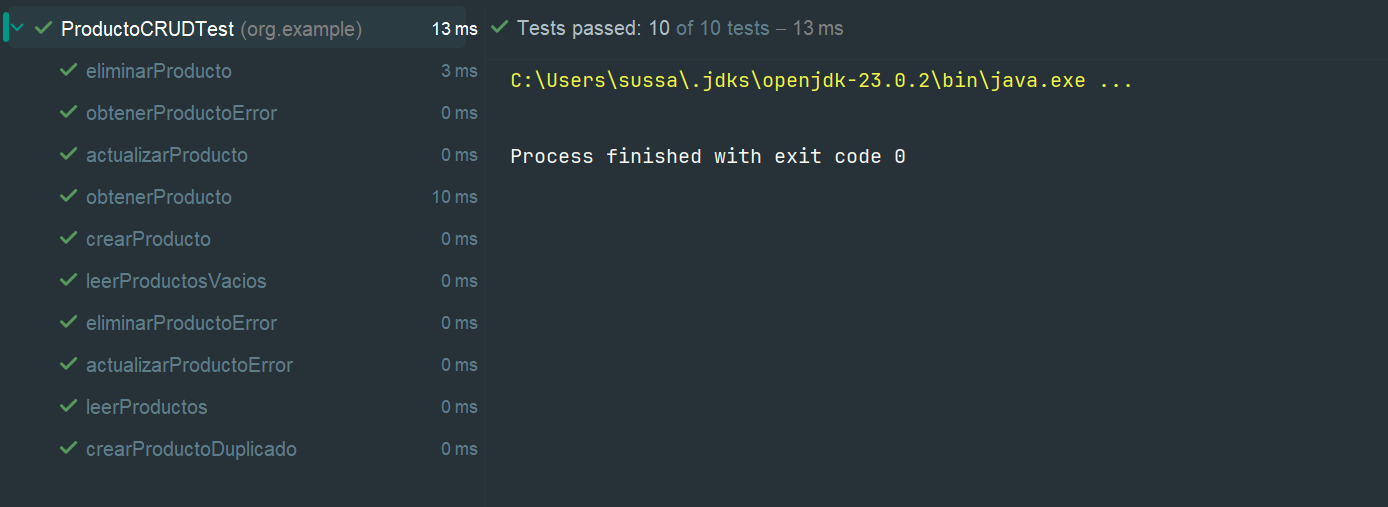 ProductoCRUDTest (org.example) 13 ms
eliminarProducto 3 ms
obtenerProductoError 0 ms
actualizarProducto 0 ms
obtenerProducto 10 ms
crearProducto 0 ms
leerProductosVacios 0 ms
eliminarProductoError 0 ms
actualizarProductoError 0 ms
leerProductos 0 ms
crearProductoDuplicado 0 ms
Tests passed: 10 of 10 tests – 13 ms
C:\Users\sussa\.jdks\openjdk-23.0.2\bin\java.exe ...
Process finished with exit code 0